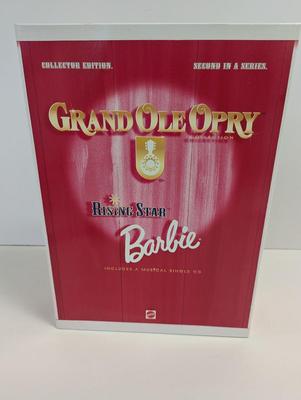 COLLECTOR EDITION.
SECOND IN A SERIES.
GRAND OLE OPRY
COLLECTION
RISING STAR
Barbie
INCLUDES A MUSICAL SINGLE CD